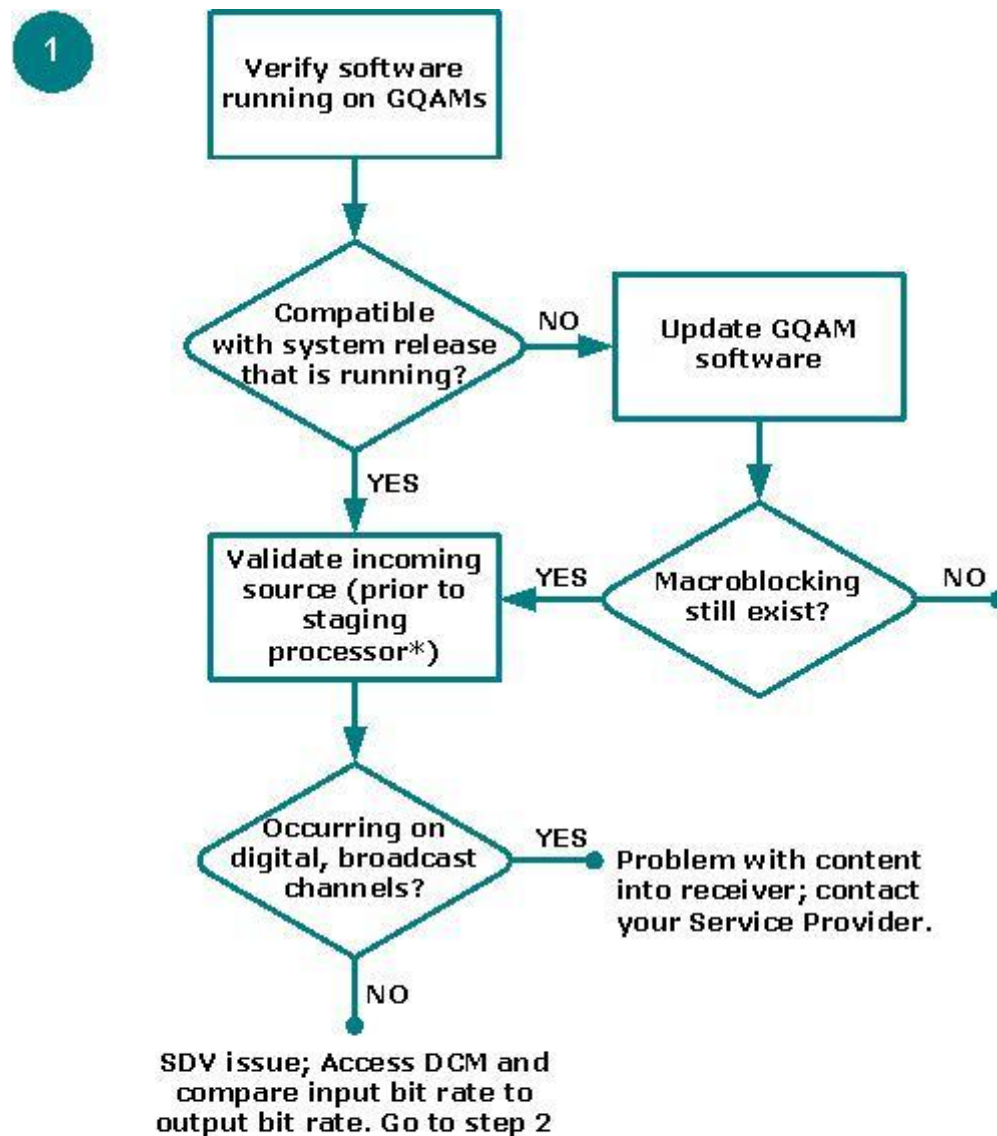 1
Verify software
running on GQAMs
Compatible
with system release
that is running?
NO
Update GQAM
software
YES
Validate incoming
source (prior to
staging
processor*)
YES
Macroblocking
still exist?
NO
Occurring on
digital, broadcast
channels?
YES
Problem with content
into receiver; contact
your Service Provider.
NO
SDV issue; Access DCM and
compare input bit rate to
output bit rate. Go to step 2